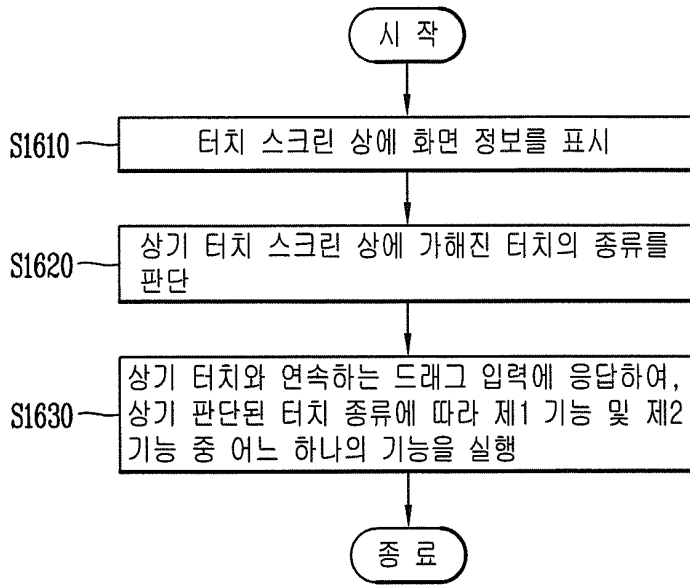 시 작
S1610
터치 스크린 상에 화면 정보를 표시
S1620
상기 터치 스크린 상에 가해진 터치의 종류를
판단
S1630
상기 터치와 연속하는 드래그 입력에 응답하여,
상기 판단된 터치 종류에 따라 제1 기능 및 제2
기능 중 어느 하나의 기능을 실행
종 료